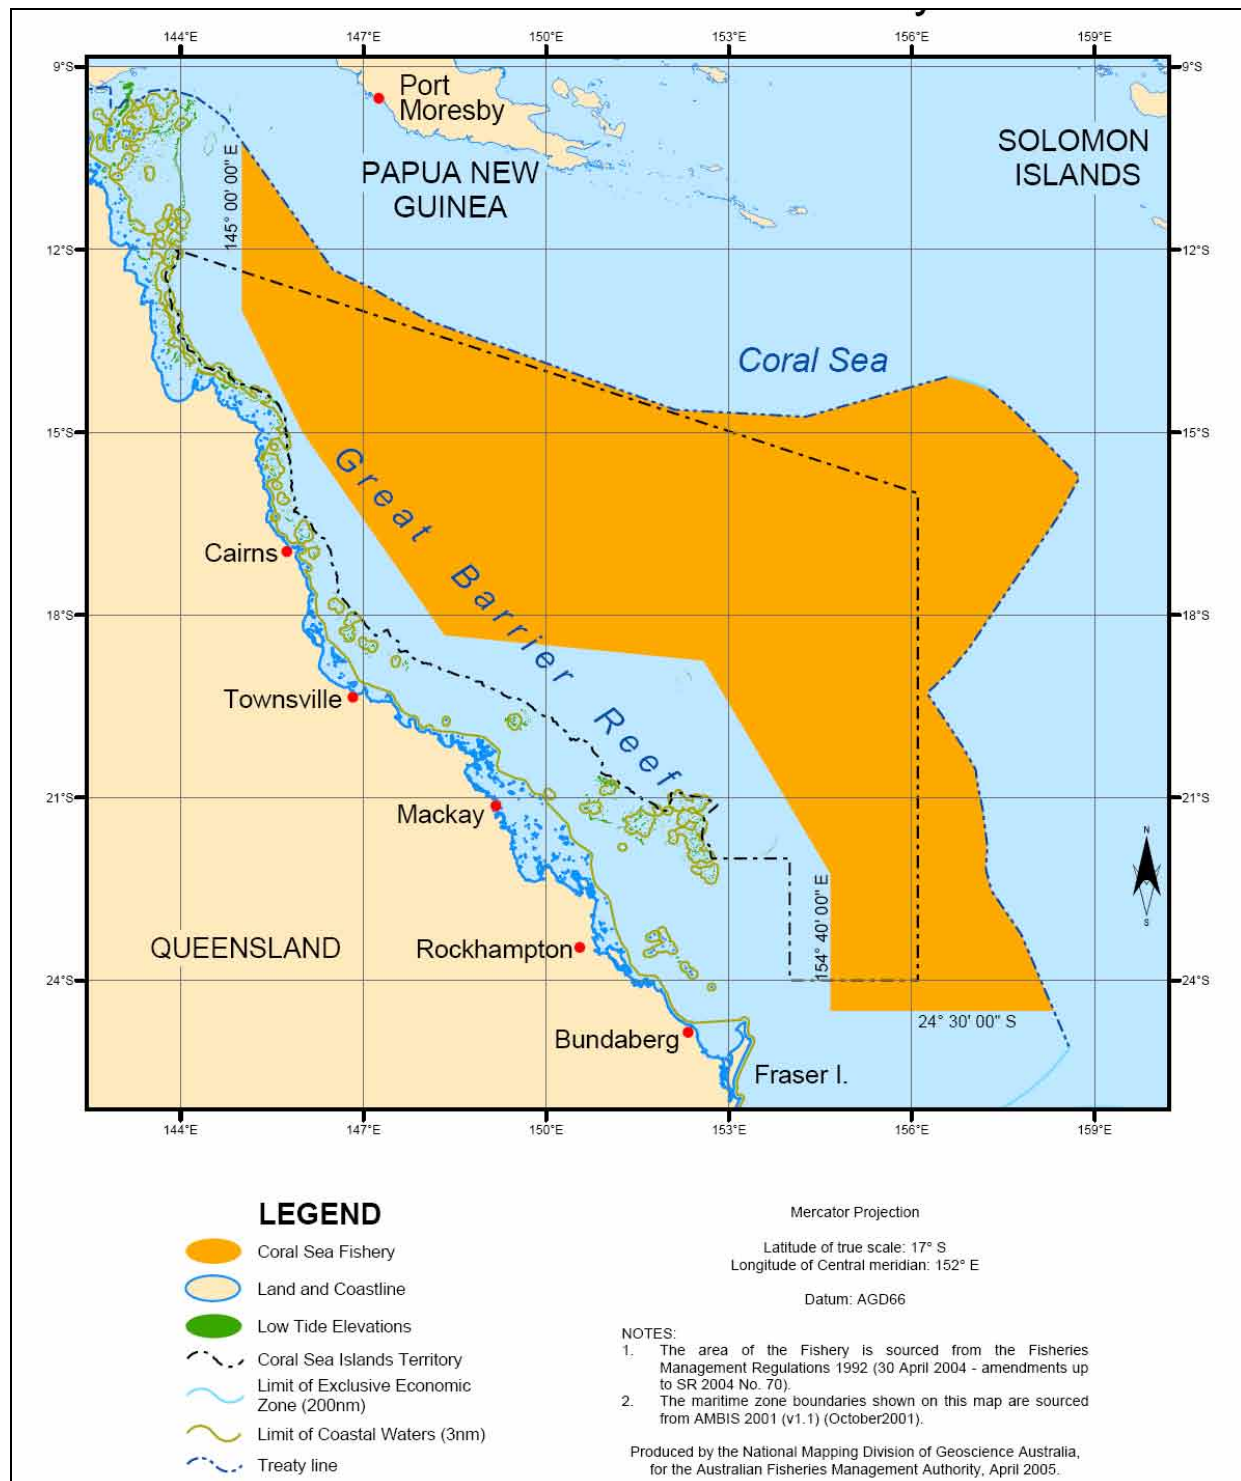 144°E 147°E 150°E 153°E 156°E 159°E
9°S 9°S
Port
Moresby
SOLOMON
ISLANDS
145° 00' 00" E
PAPUA NEW
GUINEA
12°S 12°S
Coral Sea
15°S 15°S
Great Barrier Reef
Cairns
18°S 18°S
Townsville
21°S 21°S
Mackay
N
S
154° 40' 00" E
QUEENSLAND
Rockhampton
24°S 24°S
24° 30' 00" S
Bundaberg
Fraser I.
144°E 147°E 150°E 153°E 156°E 159°E
LEGEND
Coral Sea Fishery
Land and Coastline
Low Tide Elevations
Coral Sea Islands Territory
Limit of Exclusive Economic
Zone (200nm)
Limit of Coastal Waters (3nm)
Treaty line
Mercator Projection
Latitude of true scale: 17° S
Longitude of Central meridian: 152° E
Datum: AGD66
NOTES:
1. The area of the Fishery is sourced from the Fisheries
Management Regulations 1992 (30 April 2004 - amendments up
to SR 2004 No. 70).
2. The maritime zone boundaries shown on this map are sourced
from AMBIS 2001 (v1.1) (October2001).
Produced by the National Mapping Division of Geoscience Australia,
for the Australian Fisheries Management Authority, April 2005.